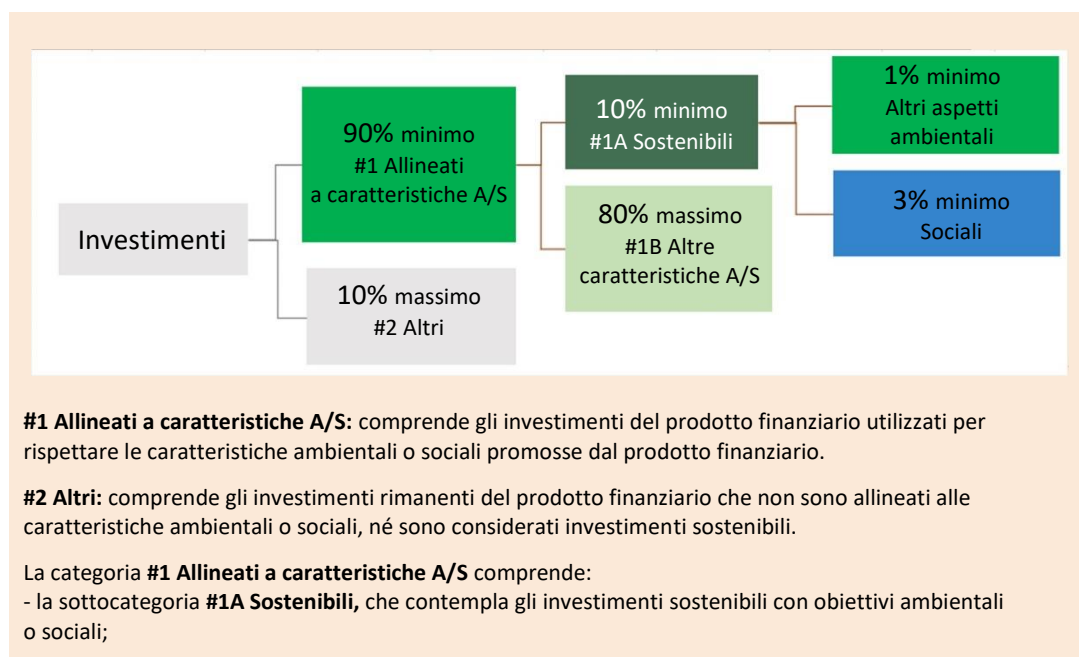 Investimenti
90% minimo
#1 Allineati
a caratteristiche A/S
10% massimo
#2 Altri
10% minimo
#1A Sostenibili
80% massimo
#1B Altre
caratteristiche A/S
1% minimo
Altri aspetti
ambientali
3% minimo
Sociali
#1 Allineati a caratteristiche A/S: comprende gli investimenti del prodotto finanziario utilizzati per
rispettare le caratteristiche ambientali o sociali promosse dal prodotto finanziario.
#2 Altri: comprende gli investimenti rimanenti del prodotto finanziario che non sono allineati alle
caratteristiche ambientali o sociali, né sono considerati investimenti sostenibili.
La categoria #1 Allineati a caratteristiche A/S comprende:
- la sottocategoria #1A Sostenibili, che contempla gli investimenti sostenibili con obiettivi ambientali
o sociali;